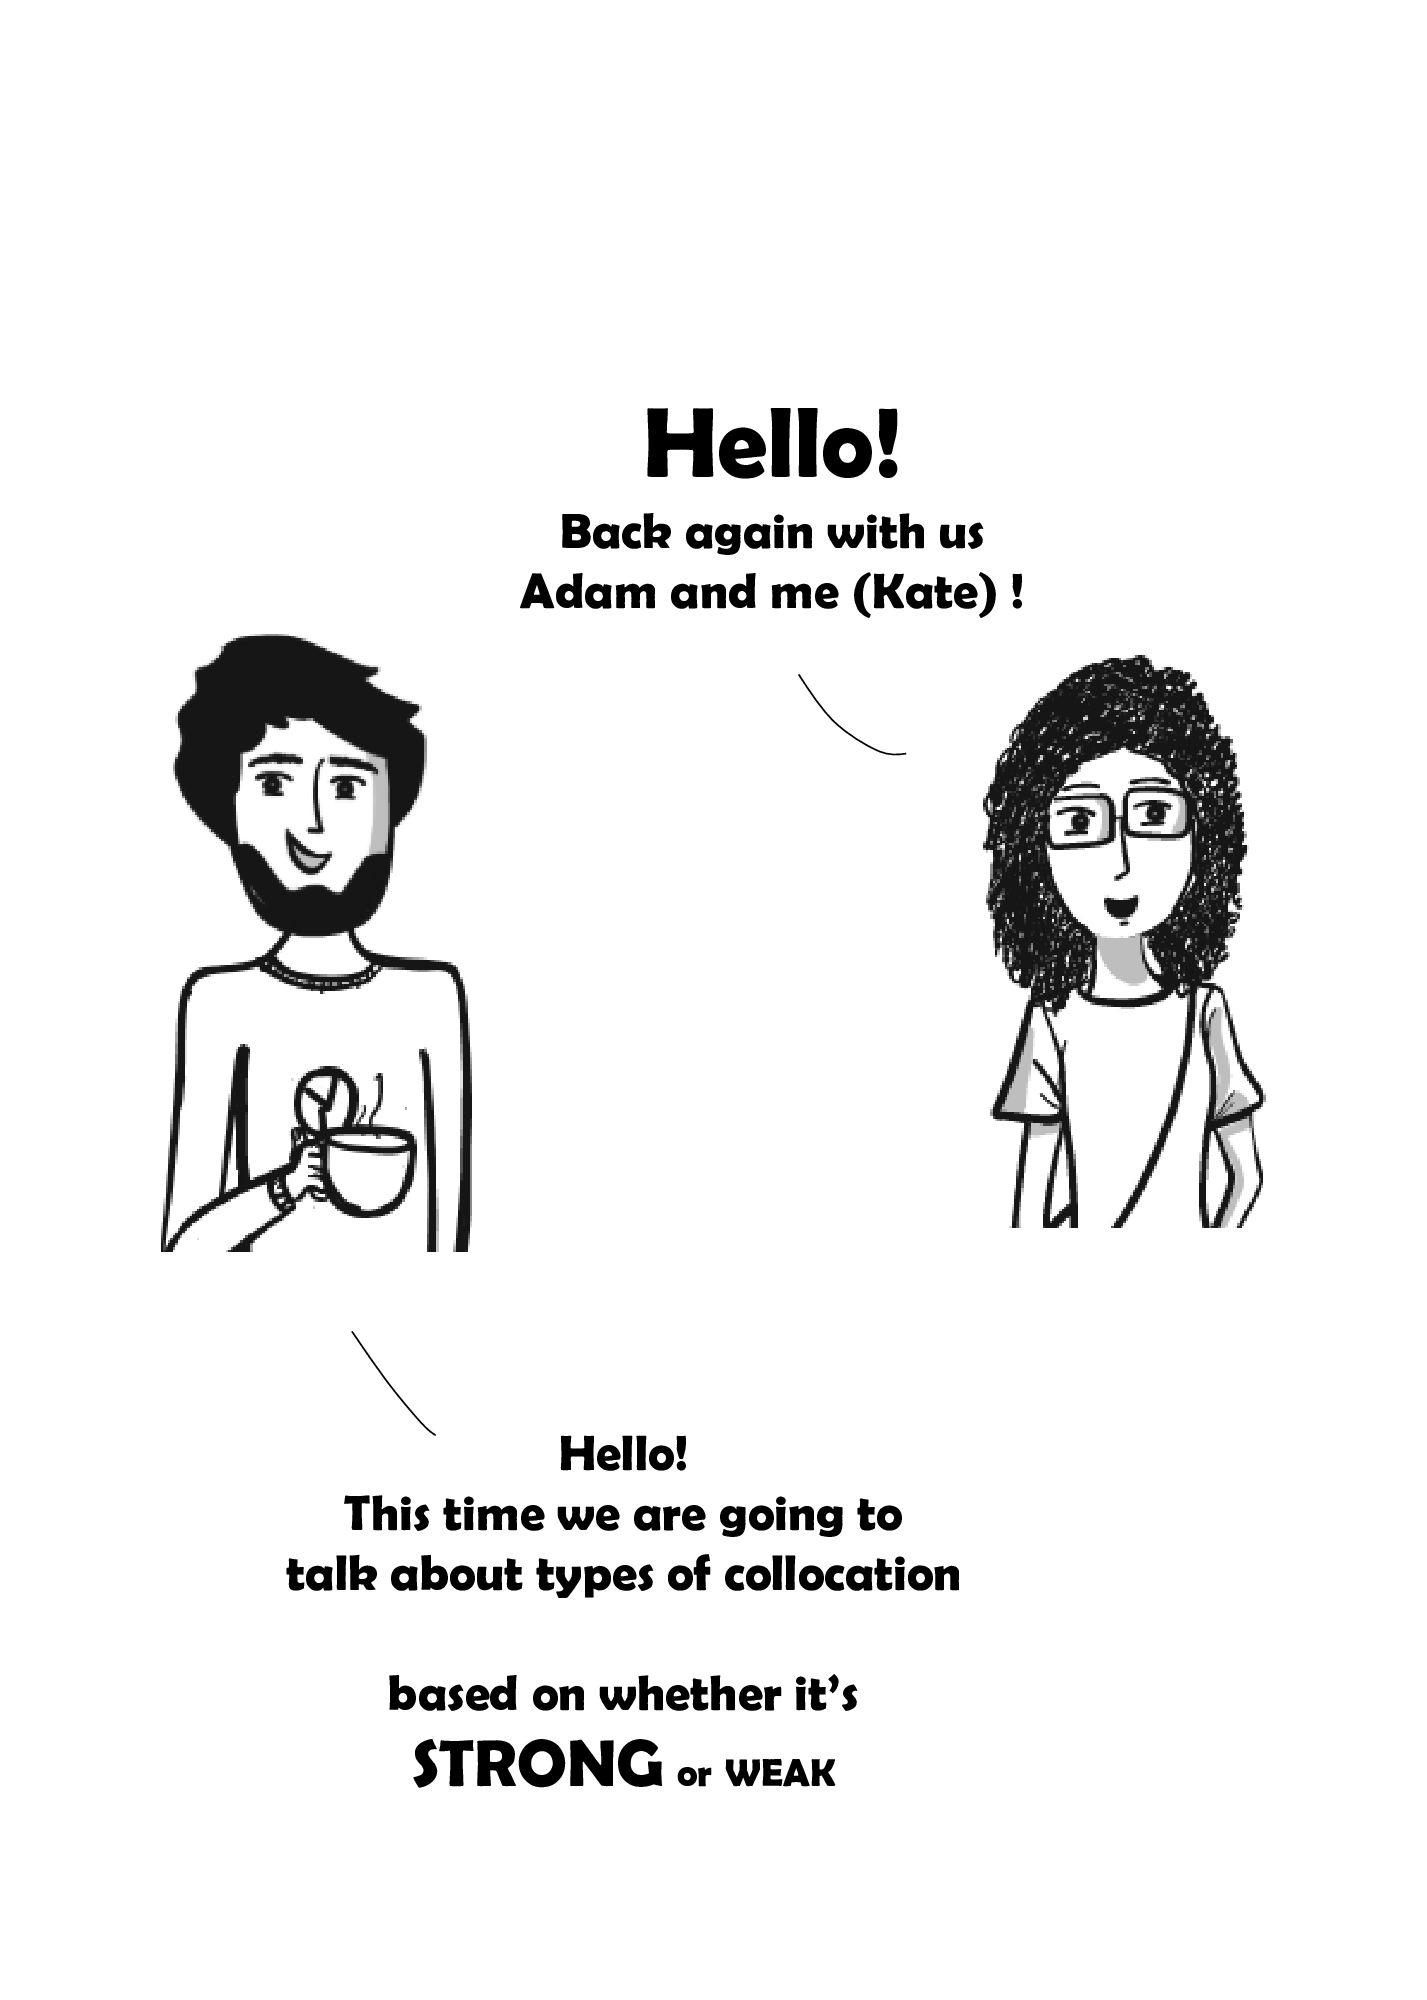 Hello!
Back again with us
Adam and me (Kate) !
Hello!
This time we are going to
talk about types of collocation
based on whether it’s
STRONG or WEAK